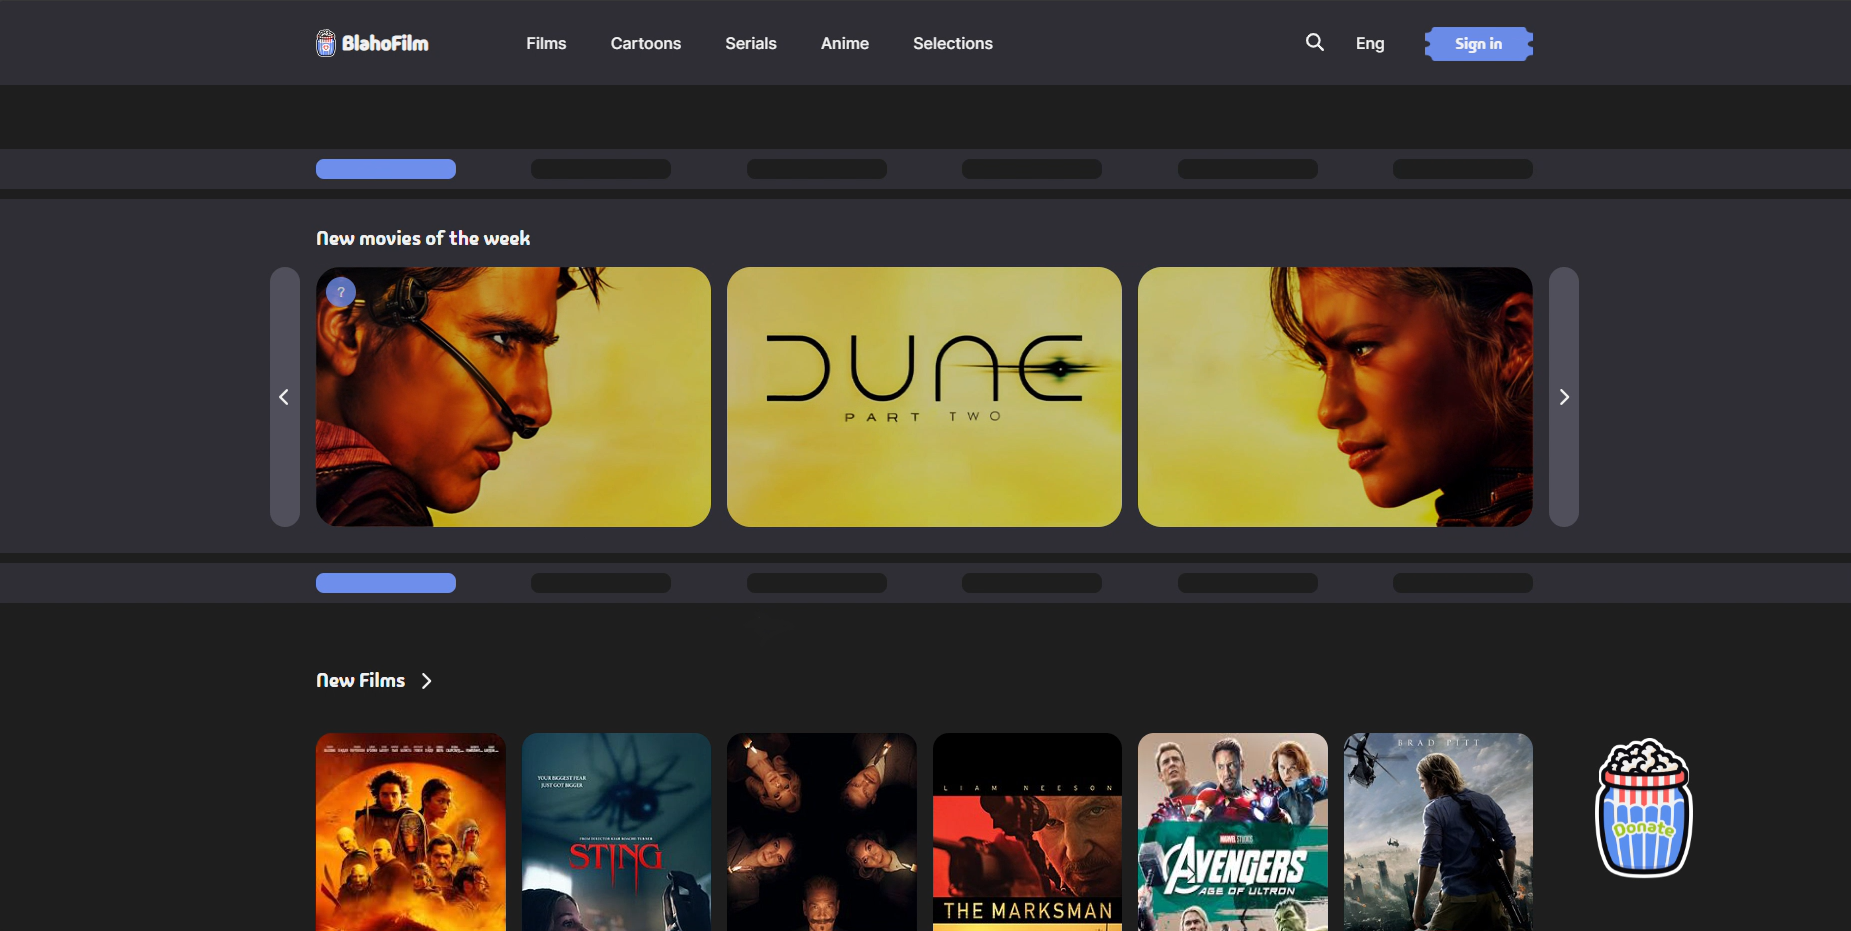 BlahoFilm
Films
Cartoons
Serials
Anime
Selections
Eng
Sign in
New movies of the week
?
DUNE
PART TWO
New Films
YOUR BIGGEST FEAR
JUST GOT BIGGER
STING
LIAM NEESON
THE MARKSMAN
MARVEL STUDIOS
AVENGERS
AGE OF ULTRON
BRAD PITT
Donate